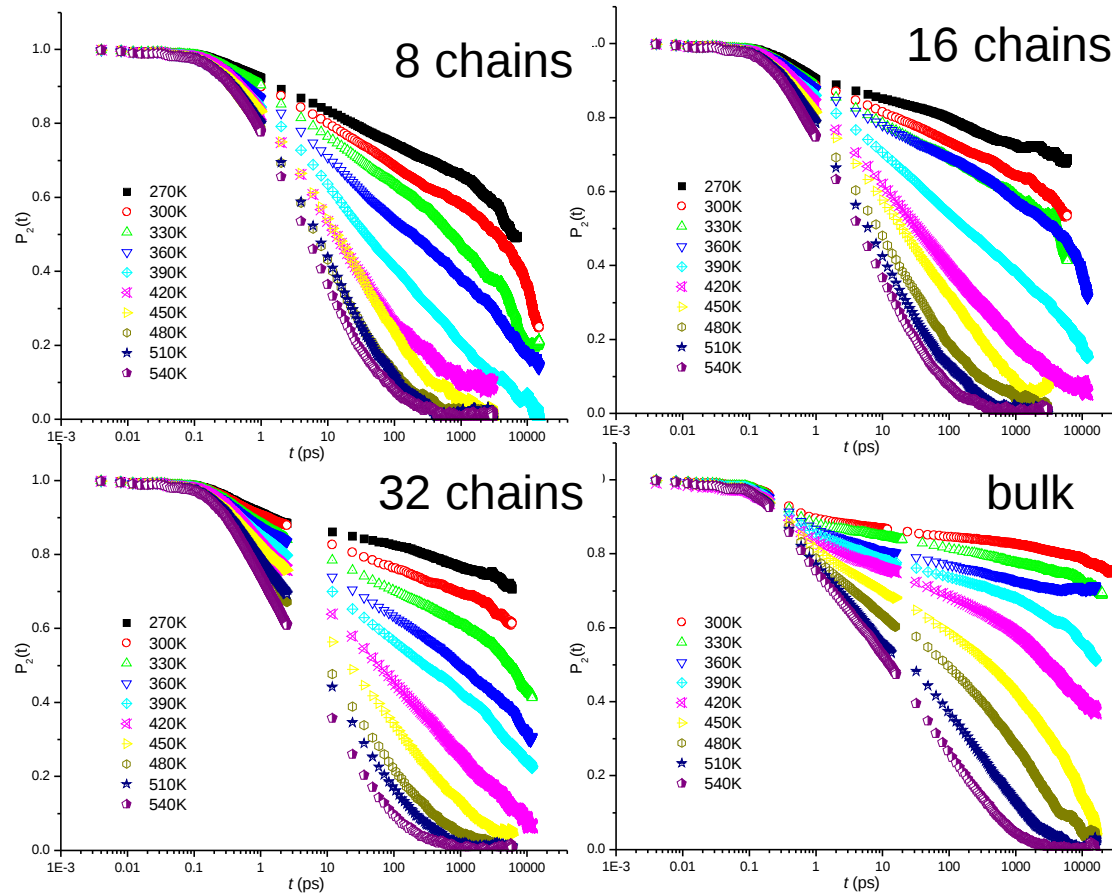 8 chains
1.0
0.8
0.6
0.4
0.2
0.0
P2(t)
270K
300K
330K
360K
390K
420K
450K
480K
510K
540K
1E-3 0.01 0.1 1 10 100 1000 10000
t (ps)
16 chains
.0
0.8
0.6
0.4
0.2
0.0
P2(t)
270K
300K
330K
360K
390K
420K
450K
480K
510K
540K
1E-3 0.01 0.1 1 10 100 1000 10000
t (ps)
32 chains
1.0
0.8
0.6
0.4
0.2
0.0
P2(t)
270K
300K
330K
360K
390K
420K
450K
480K
510K
540K
1E-3 0.01 0.1 1 10 100 1000 10000
t (ps)
bulk
.0
0.8
0.6
0.4
0.2
0.0
P2(t)
300K
330K
360K
390K
420K
450K
480K
510K
540K
1E-3 0.01 0.1 1 10 100 1000 10000
t (ps)